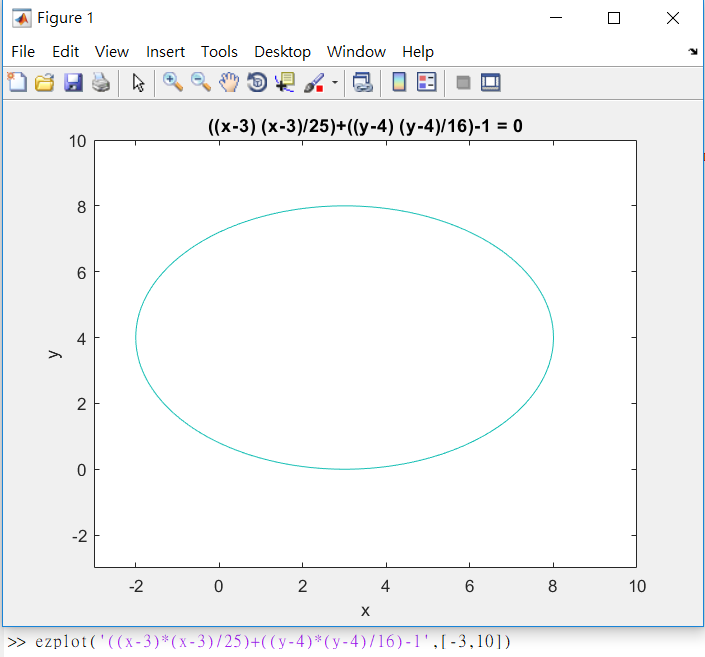 Figure 1
File Edit View Insert Tools Desktop Window Help
((x-3) (x-3)/25)+((y-4) (y-4)/16)-1 = 0
10
8
6
4
2
0
-2
y
-2 0 2 4 6 8 10
x
>> ezplot('((x-3)*(x-3)/25)+((y-4)*(y-4)/16)-1',[-3,10])